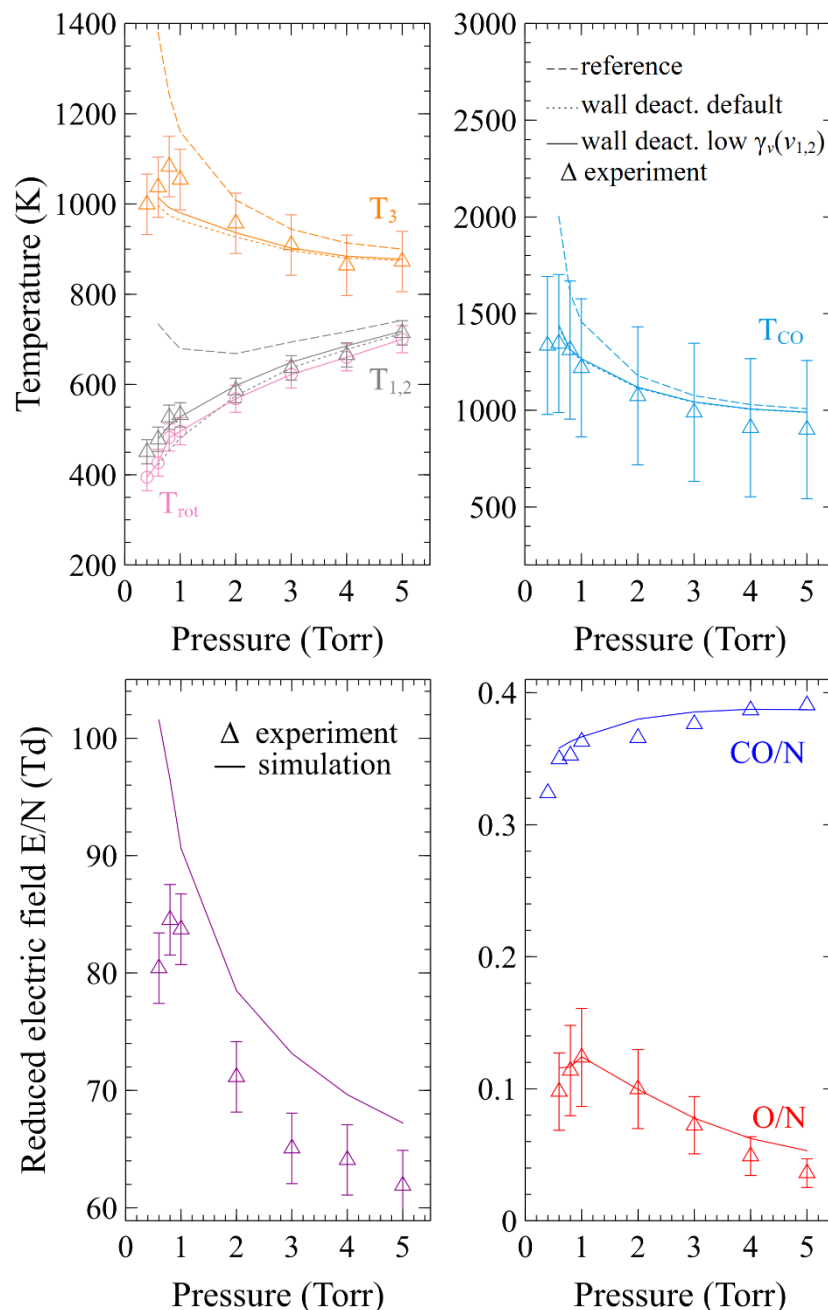 1400
1200
1000
800
600
400
200
Temperature (K)
T3
T1,2
Trot
0 1 2 3 4 5
Pressure (Torr)
3000
2500
2000
1500
1000
500
reference
wall deact. default
wall deact. low γv(v1,2)
Δ experiment
TCO
0 1 2 3 4 5
Pressure (Torr)
100
90
80
70
60
Reduced electric field E/N (Td)
Δ experiment
simulation
0 1 2 3 4 5
Pressure (Torr)
0.4
0.3
0.2
0.1
0
CO/N
O/N
0 1 2 3 4 5
Pressure (Torr)